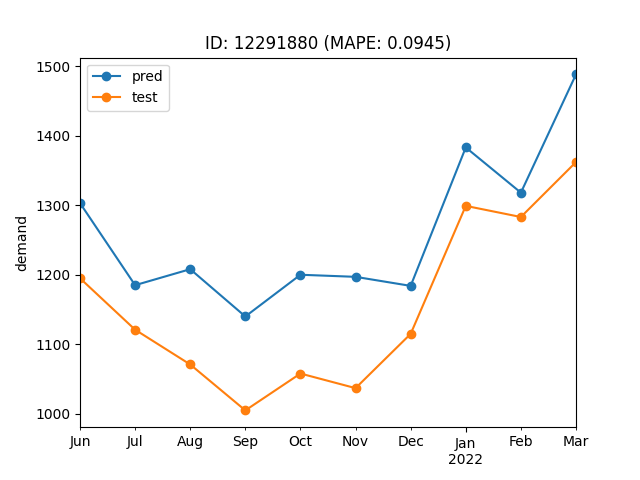 ID: 12291880 (MAPE: 0.0945)
pred
test
demand
1500
1400
1300
1200
1100
1000
Jun Jul Aug Sep Oct Nov Dec Jan Feb Mar
2022